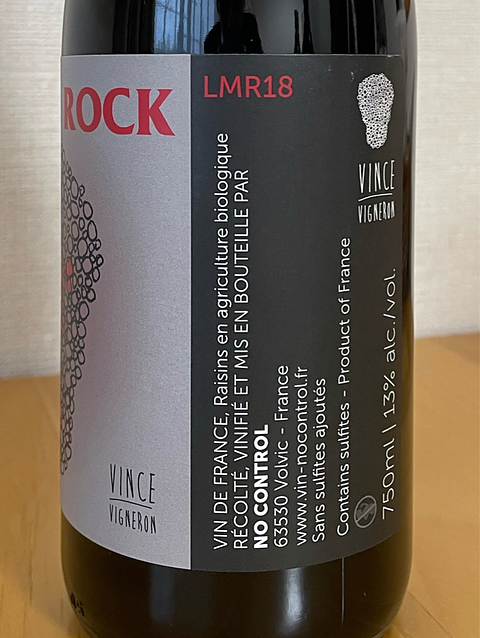 ROCK
VINCE
VIGNERON
LMR18
VIN DE FRANCE, Raisins en agriculture biologique
RÉCOLTÉ, VINIFIÉ ET MIS EN BOUTEILLE PAR
NO CONTROL
63530 Volvic - France
www.vin-nocontrol.fr
Sans sulfites ajoutés
Contains sulfites - Product of France
750ml | 13% alc./vol.
VINCE
VIGNERON